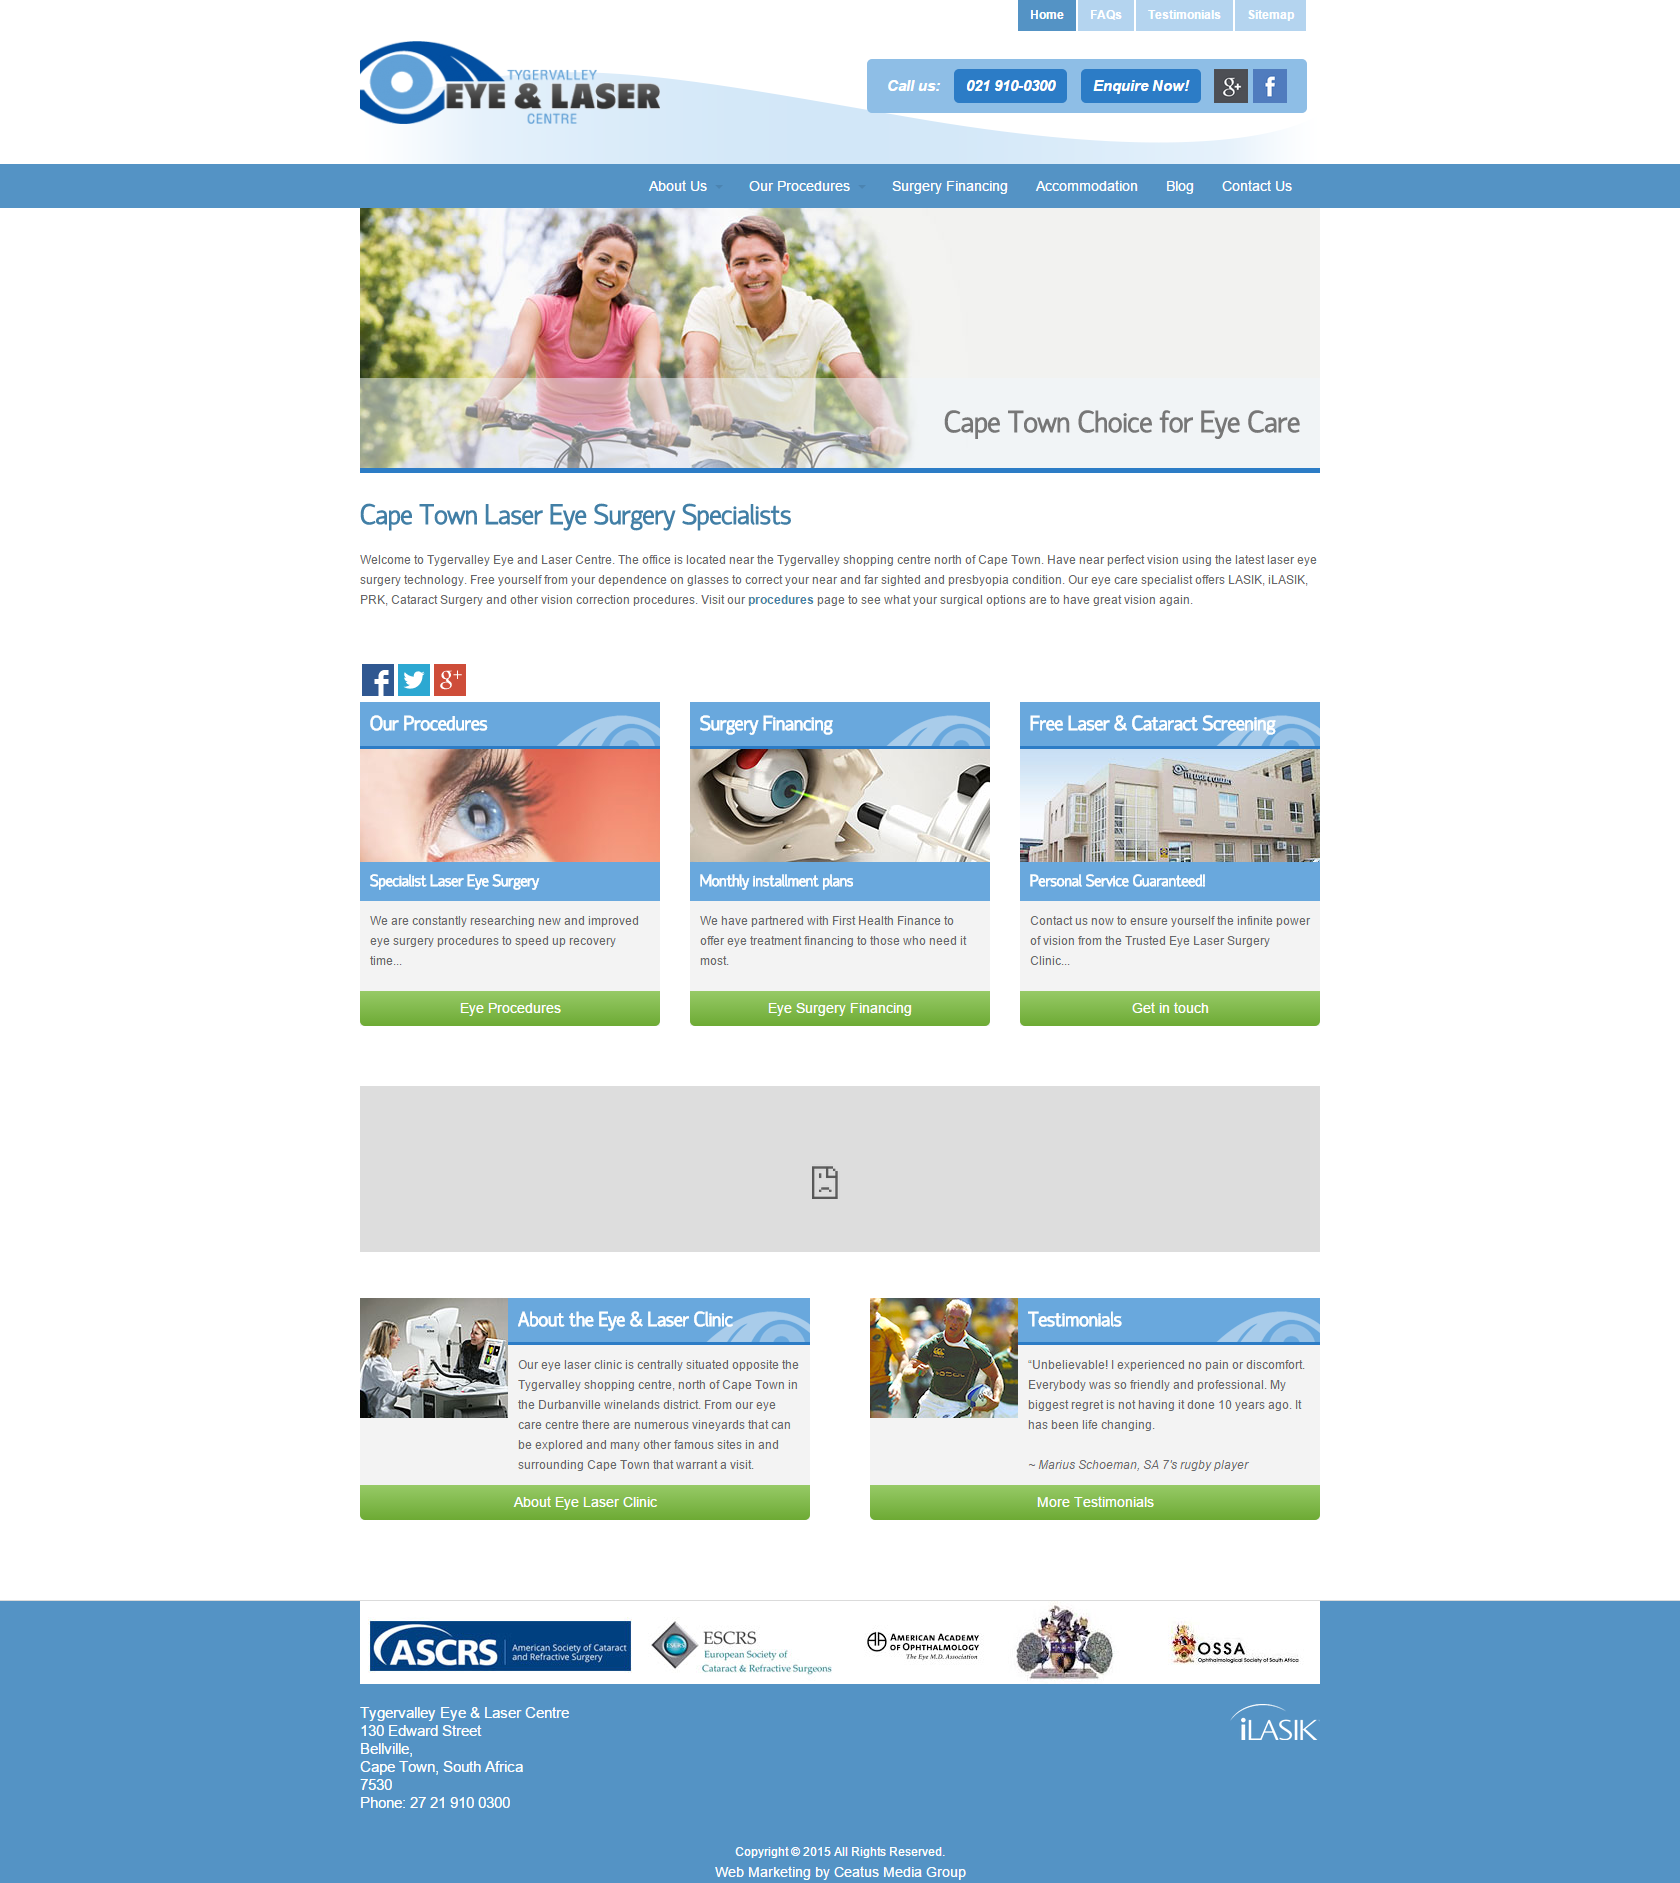 Home FAQs Testimonials Sitemap
TYGERVALLEY
EYE & LASER
CENTRE
Call us: 021 910-0300 Enquire Now! g+ f
About Us Our Procedures Surgery Financing Accommodation Blog Contact Us
Cape Town Choice for Eye Care
Cape Town Laser Eye Surgery Specialists
Welcome to Tygervalley Eye and Laser Centre. The office is located near the Tygervalley shopping centre north of Cape Town. Have near perfect vision using the latest laser eye
surgery technology. Free yourself from your dependence on glasses to correct your near and far sighted and presbyopia condition. Our eye care specialist offers LASIK, iLASIK,
PRK, Cataract Surgery and other vision correction procedures. Visit our procedures page to see what your surgical options are to have great vision again.
f g+
Our Procedures
Specialist Laser Eye Surgery
We are constantly researching new and improved
eye surgery procedures to speed up recovery
time...
Eye Procedures
Surgery Financing
Monthly installment plans
We have partnered with First Health Finance to
offer eye treatment financing to those who need it
most.
Eye Surgery Financing
Free Laser & Cataract Screening
EYE LASER & CATARACT
Personal Service Guaranteed!
Contact us now to ensure yourself the infinite power
of vision from the Trusted Eye Laser Surgery
Clinic...
Get in touch
About the Eye & Laser Clinic
Our eye laser clinic is centrally situated opposite the
Tygervalley shopping centre, north of Cape Town in
the Durbanville winelands district. From our eye
care centre there are numerous vineyards that can
be explored and many other famous sites in and
surrounding Cape Town that warrant a visit.
About Eye Laser Clinic
Testimonials
“Unbelievable! I experienced no pain or discomfort.
Everybody was so friendly and professional. My
biggest regret is not having it done 10 years ago. It
has been life changing.
~ Marius Schoeman, SA 7's rugby player
More Testimonials
ASCRS American Society of Cataract
and Refractive Surgery
ESCRS
European Society of
Cataract & Refractive Surgeons
AMERICAN ACADEMY
OF OPHTHALMOLOGY
The Eye M.D. Association
OSSA
Ophthalmological Society of South Africa
Tygervalley Eye & Laser Centre
130 Edward Street
Bellville,
Cape Town, South Africa
7530
Phone: 27 21 910 0300
iLASIK
Copyright © 2015 All Rights Reserved.
Web Marketing by Ceatus Media Group